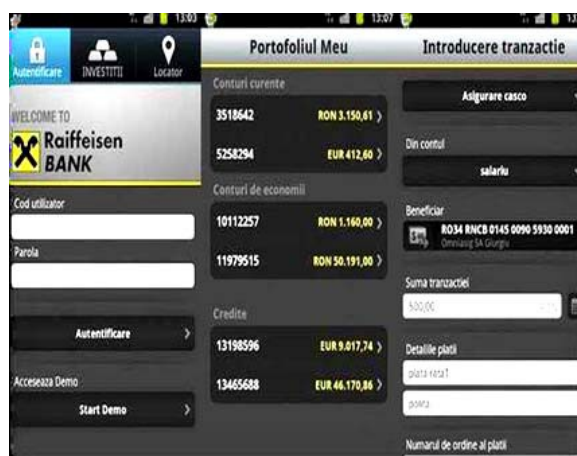 13:03
Autentificare
INVESTITII
Locator
WELCOME TO
Raiffeisen
BANK
Cod utilizator
Parola
Autentificare
Acceseaza Demo
Start Demo
13:07
Portofoliul Meu
Conturi curente
3518642 RON 3.150,61
5258294 EUR 412,60
Conturi de economii
10112257 RON 1.160,00
11979515 RON 50.191,00
Credite
13198596 EUR 9.017,74
13465688 EUR 46.170,86
Introducere tranzactie
Asigurare casco
Din contul
salariu
Beneficiar
RO34 RNCB 0145 0090 5930 0001
Omniasig SA Giurgiu
Suma tranzactiei
500,00
Detaliile platii
plata rata1
polita
Numarul de ordine al platii